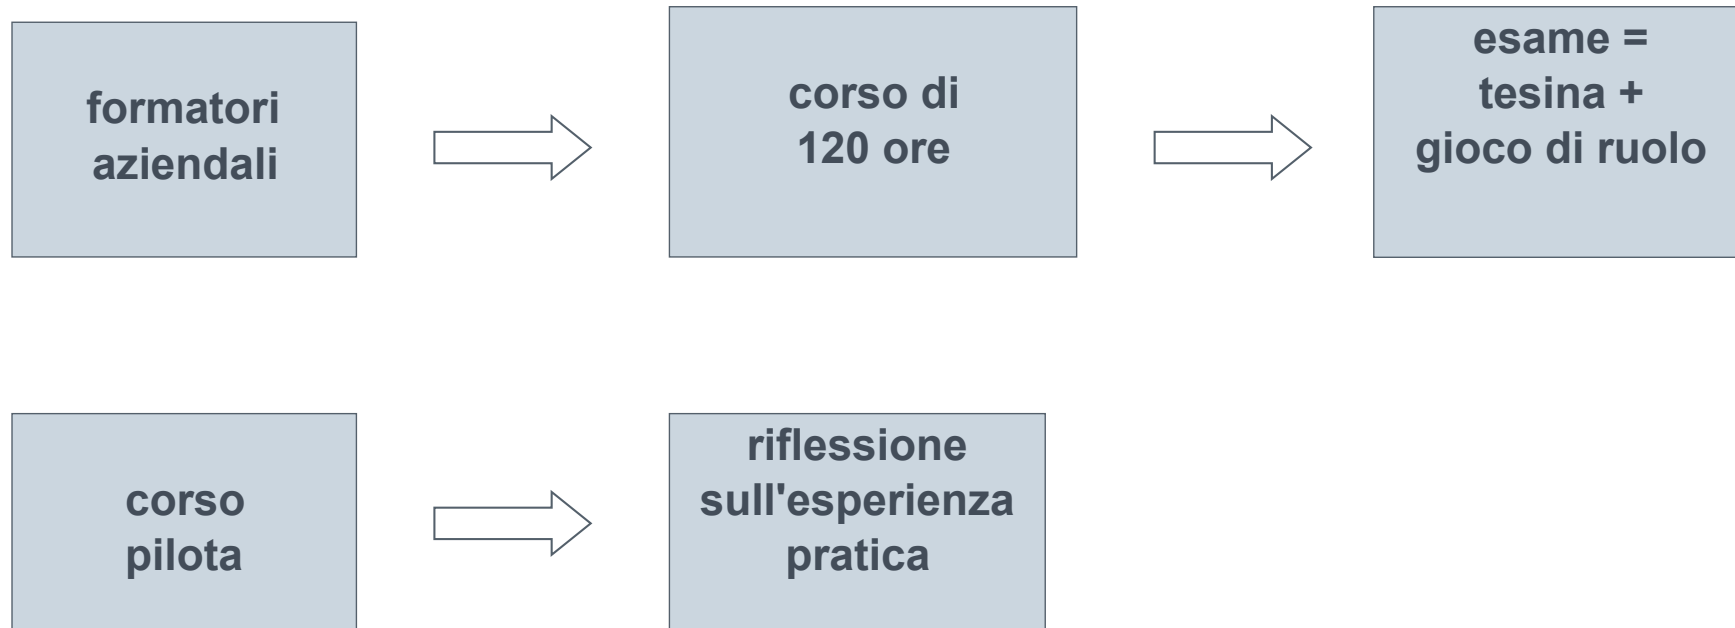 formatori
aziendali
corso di
120 ore
esame =
tesina +
gioco di ruolo
corso
pilota
riflessione
sull'esperienza
pratica